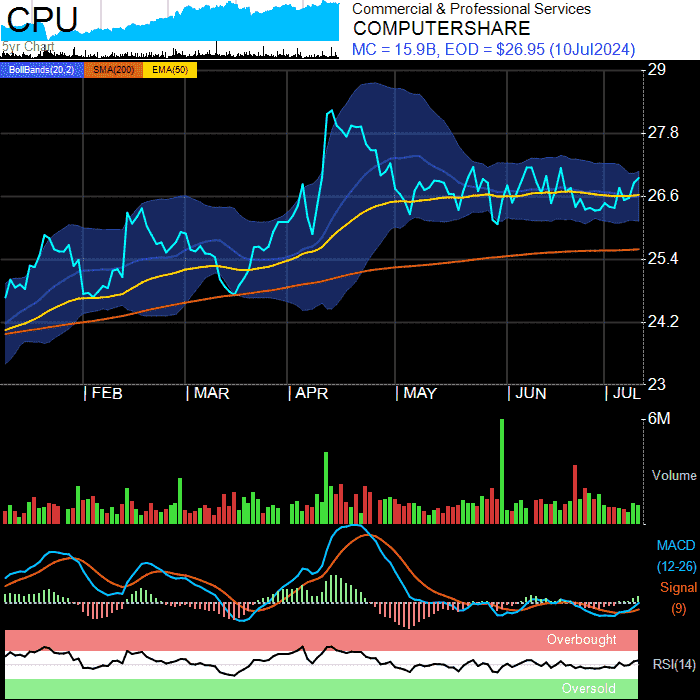 CPU
5yr Chart
Commercial & Professional Services
COMPUTERSHARE
MC = 15.9B, EOD = $26.95 (10Jul2024)
BollBands(20,2) SMA(200) EMA(50)
29
27.8
26.6
25.4
24.2
23
FEB MAR APR MAY JUN JUL
6M
Volume
MACD
(12-26)
Signal
(9)
Overbought
RSI(14)
Oversold